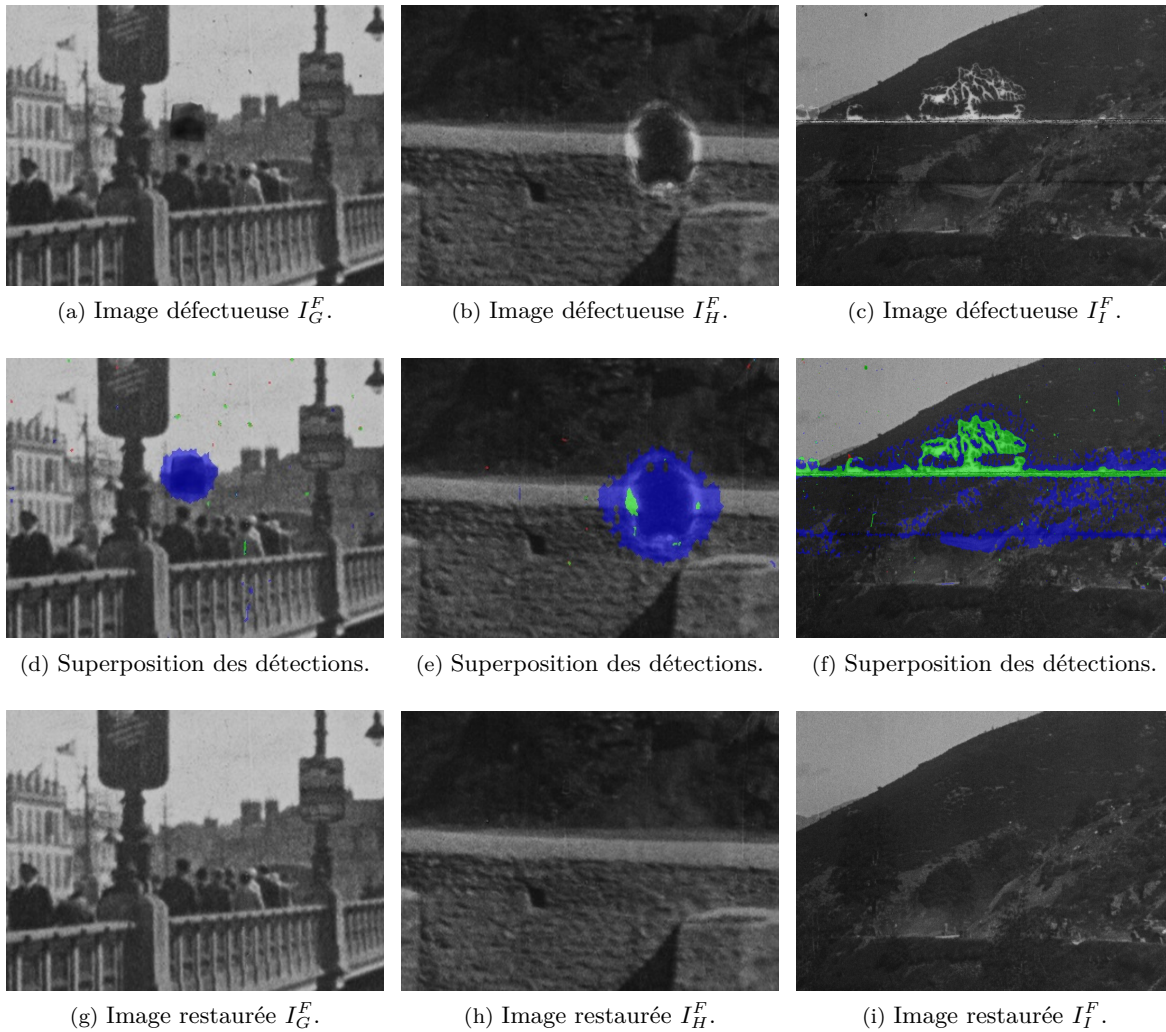 (a) Image défectueuse $I_G^F$.
(b) Image défectueuse $I_H^F$.
(c) Image défectueuse $I_I^F$.
(d) Superposition des détections.
(e) Superposition des détections.
(f) Superposition des détections.
(g) Image restaurée $I_G^F$.
(h) Image restaurée $I_H^F$.
(i) Image restaurée $I_I^F$.